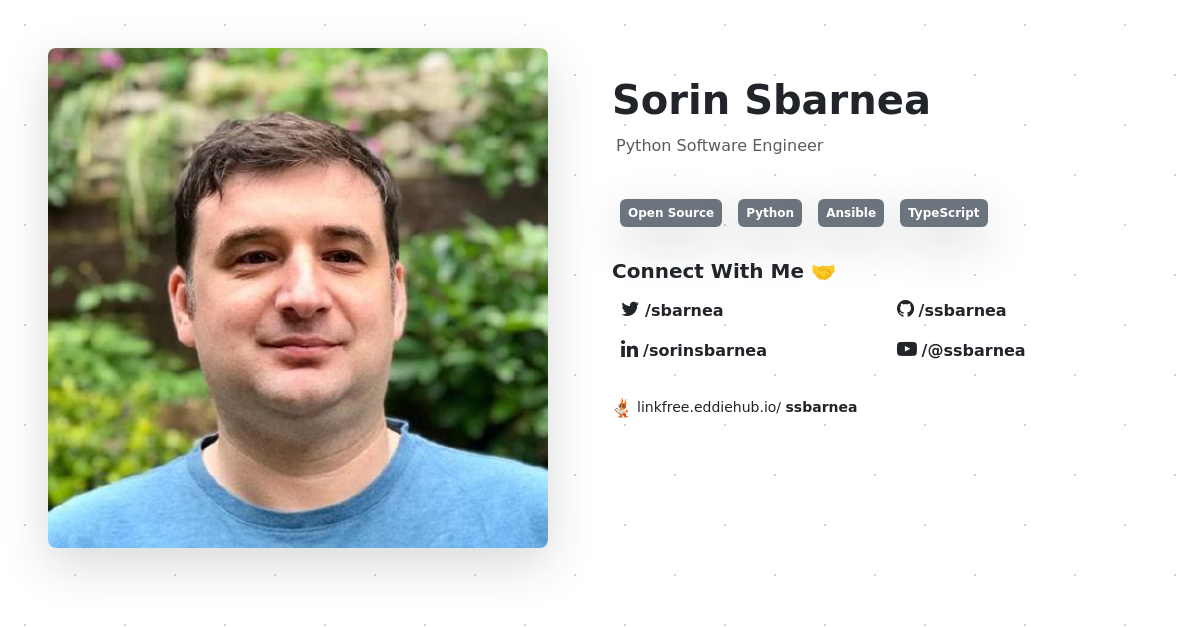 Sorin Sbarnea
Python Software Engineer
Open Source Python Ansible TypeScript
Connect With Me 🤝
/sbarnea /ssbarnea
/sorinsbarnea /@ssbarnea
linkfree.eddiehub.io/ ssbarnea